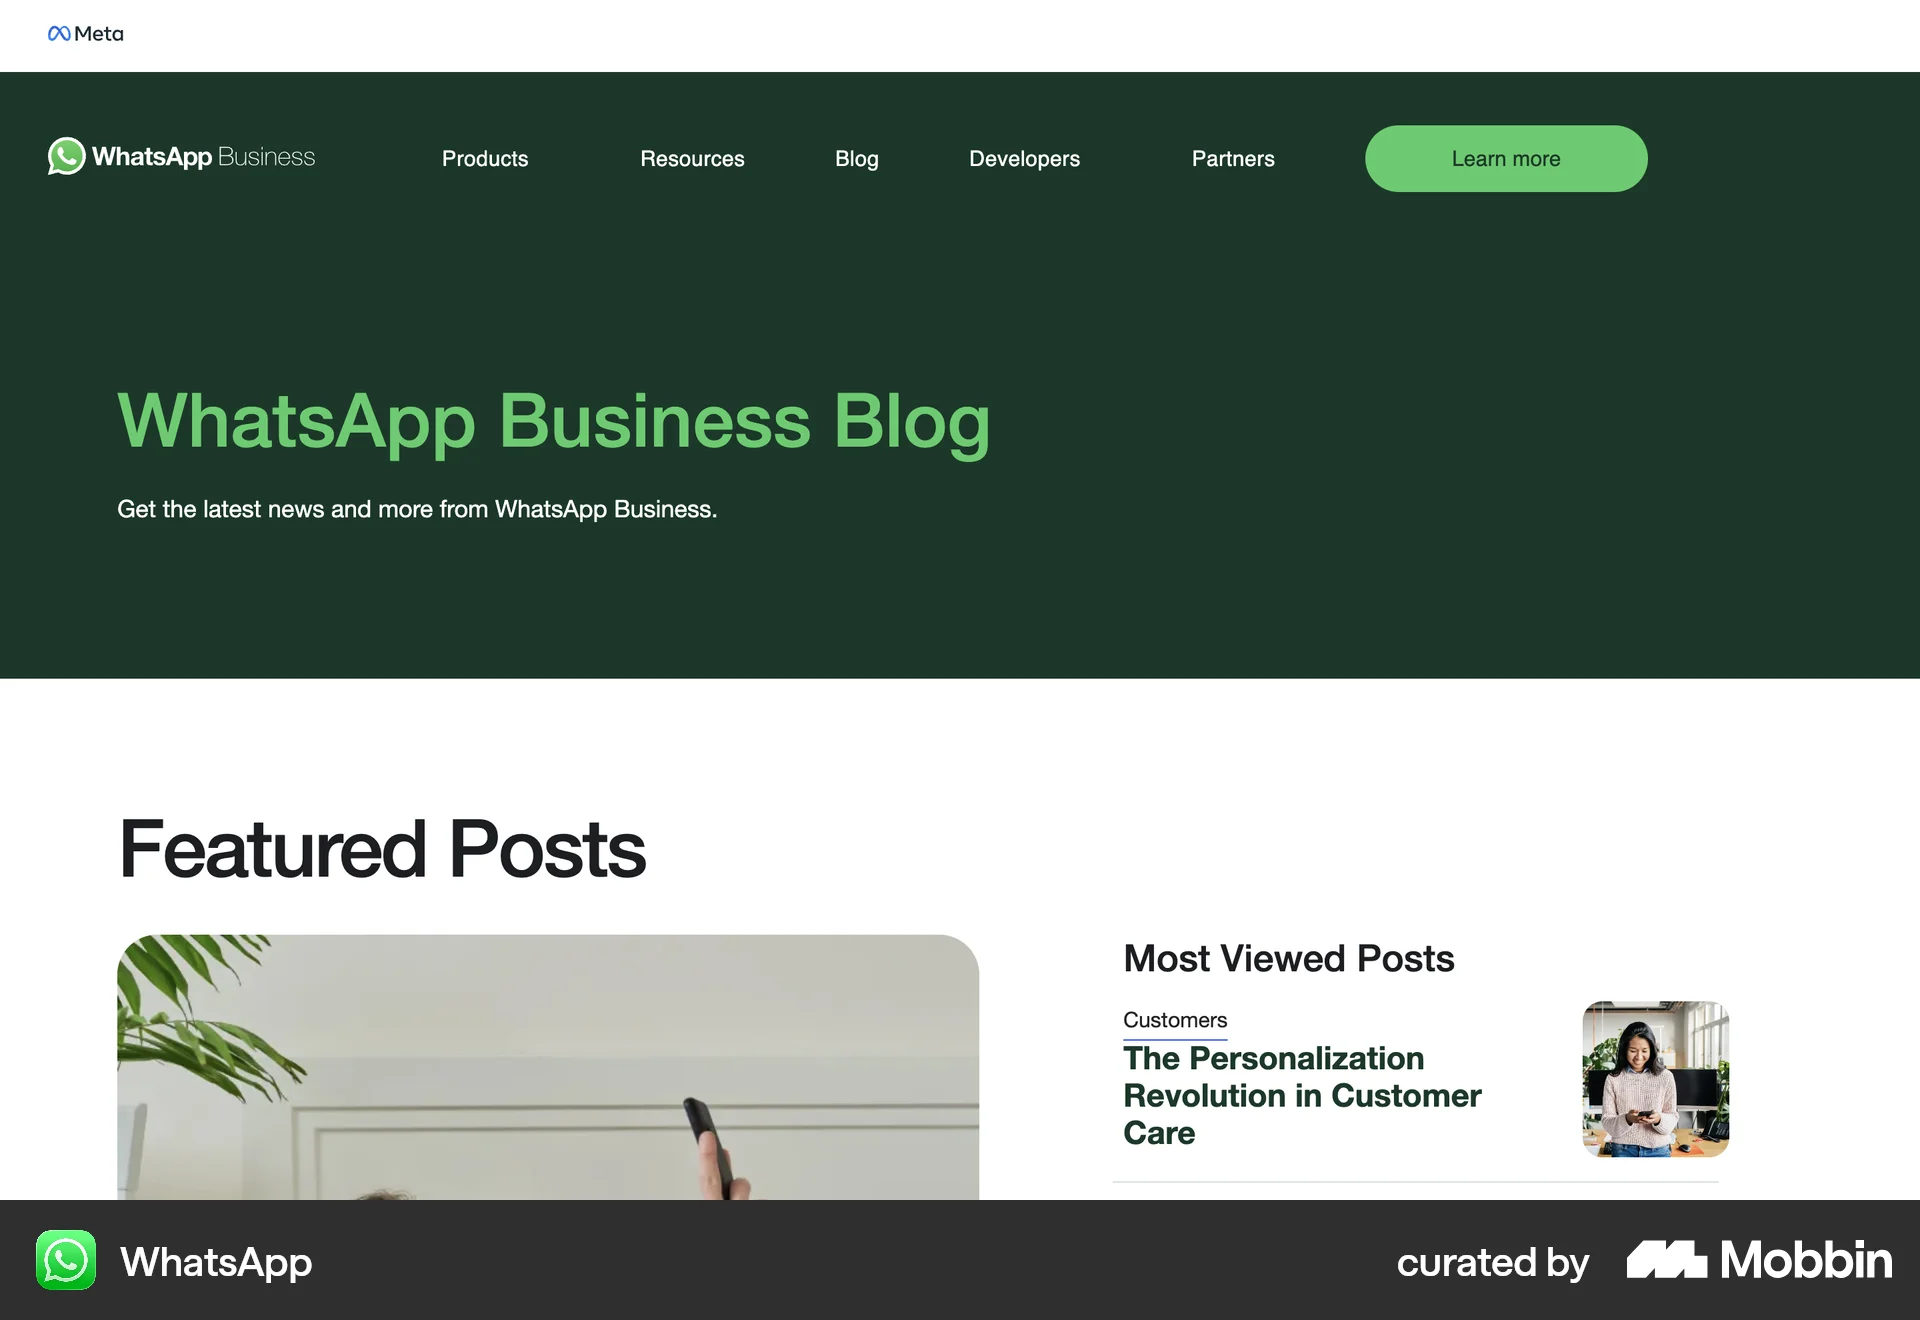 Meta
WhatsApp Business
Products
Resources
Blog
Developers
Partners
Learn more
WhatsApp Business Blog
Get the latest news and more from WhatsApp Business.
Featured Posts
Most Viewed Posts
Customers
The Personalization
Revolution in Customer
Care
WhatsApp
curated by
Mobbin